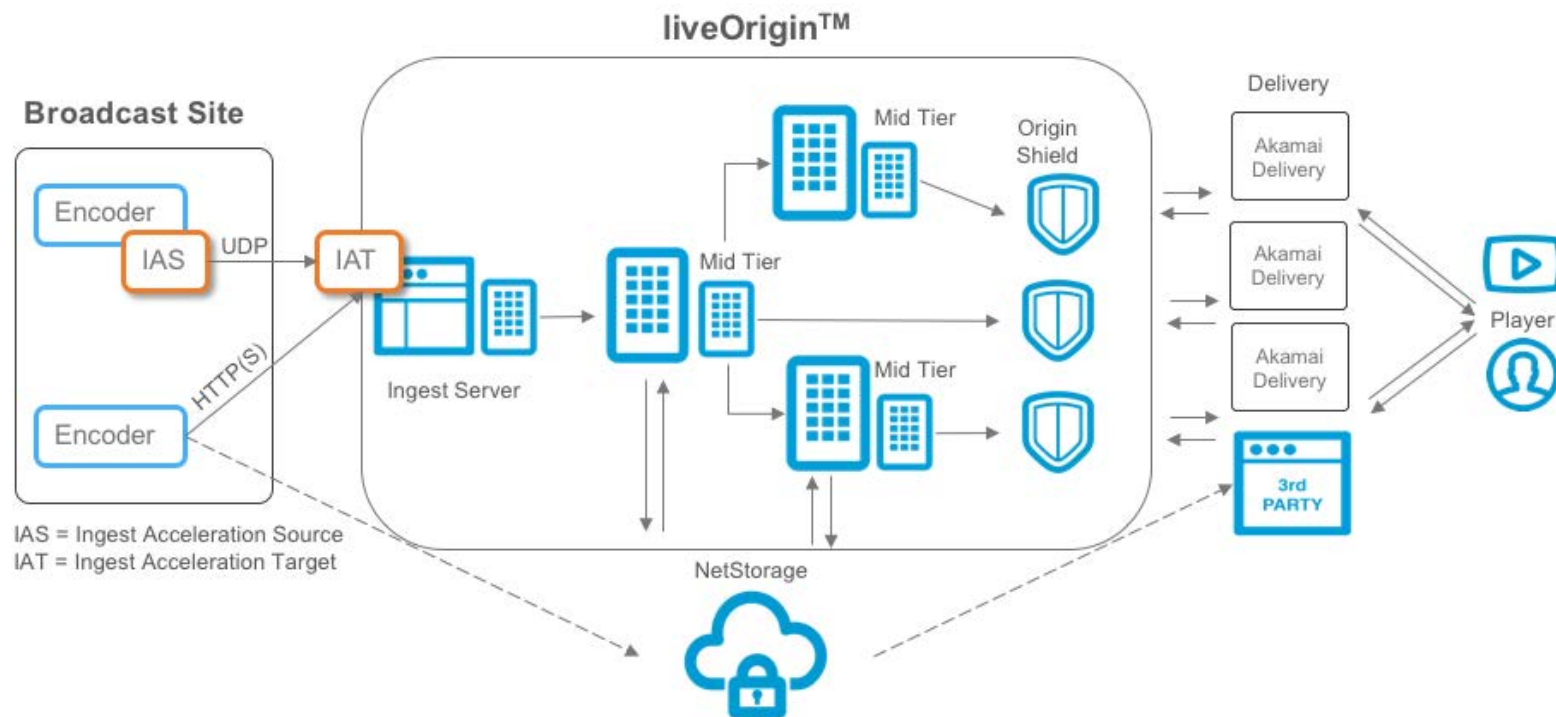 liveOrigin™
Broadcast Site
Encoder
IAS
UDP
IAT
HTTP(S)
Encoder
IAS = Ingest Acceleration Source
IAT = Ingest Acceleration Target
Ingest Server
Mid Tier
Mid Tier
Mid Tier
Origin
Shield
NetStorage
Delivery
Akamai
Delivery
Akamai
Delivery
Akamai
Delivery
3rd
PARTY
Player